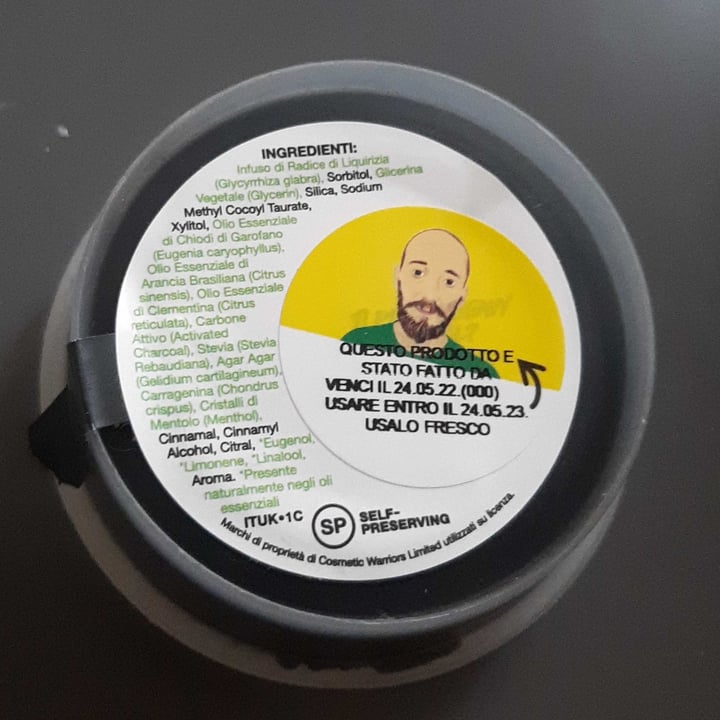 INGREDIENTI:
Infuso di Radice di Liquirizia
(Glycyrrhiza glabra), Sorbitol, Glicerina
Vegetale (Glycerin), Silica, Sodium
Methyl Cocoyl Taurate,
Xylitol, Olio Essenziale
di Chiodi di Garofano
(Eugenia caryophyllus),
Olio Essenziale di
Arancia Brasiliana (Citrus
sinensis), Olio Essenziale
di Clementina (Citrus
reticulata), Carbone
Attivo (Activated
Charcoal), Stevia (Stevia
Rebaudiana), Agar Agar
(Gelidium cartilagineum),
Carragenina (Chondrus
crispus), Cristalli di
Mentolo (Menthol),
Cinnamal, Cinnamyl
Alcohol, Citral, *Eugenol,
*Limonene, *Linalool,
Aroma. *Presente
naturalmente negli oli
essenziali
ITUK•1C
SP
SELF-
PRESERVING
Marchi di proprietà di Cosmetic Warriors Limited utilizzati su licenza.
QUESTO PRODOTTO E
STATO FATTO DA
VENCI IL 24.05.22.(000)
USARE ENTRO IL 24.05.23.
USALO FRESCO